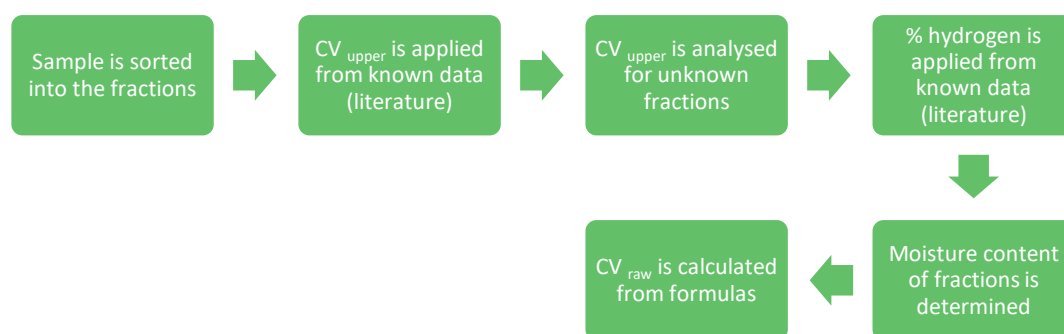 Sample is sorted
into the fractions
CV upper is applied
from known data
(literature)
CV upper is analysed
for unknown
fractions
% hydrogen is
applied from
known data
(literature)
Moisture content
of fractions is
determined
CV raw is calculated
from formulas